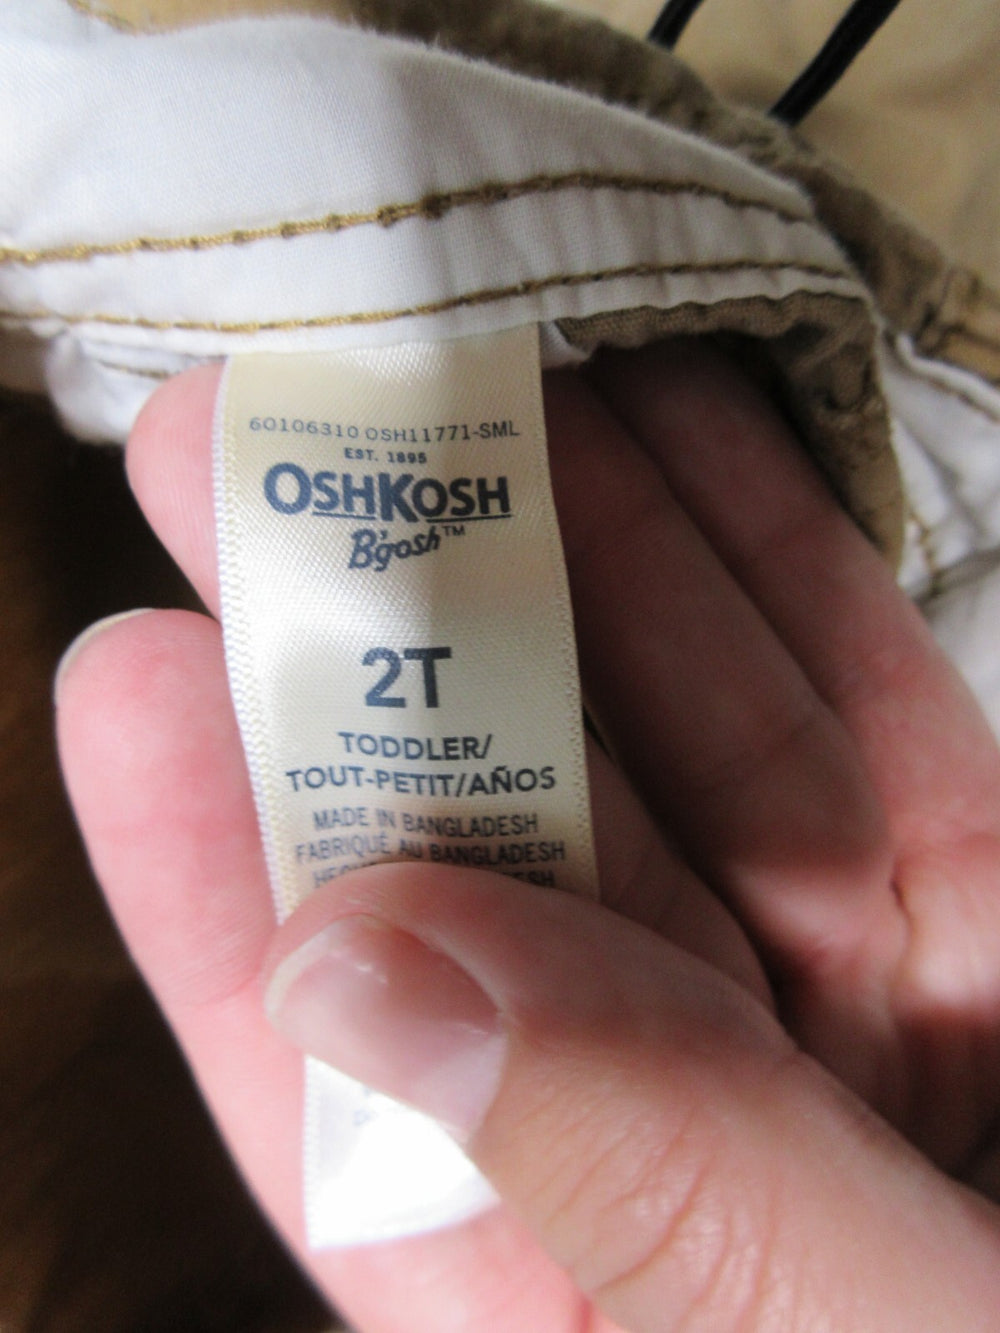 60106310 OSH11771-SML
EST. 1895
OSHKOSH
B'gosh™
2T
TODDLER/
TOUT-PETIT/AÑOS
MADE IN BANGLADESH
FABRIQUÉ AU BANGLADESH